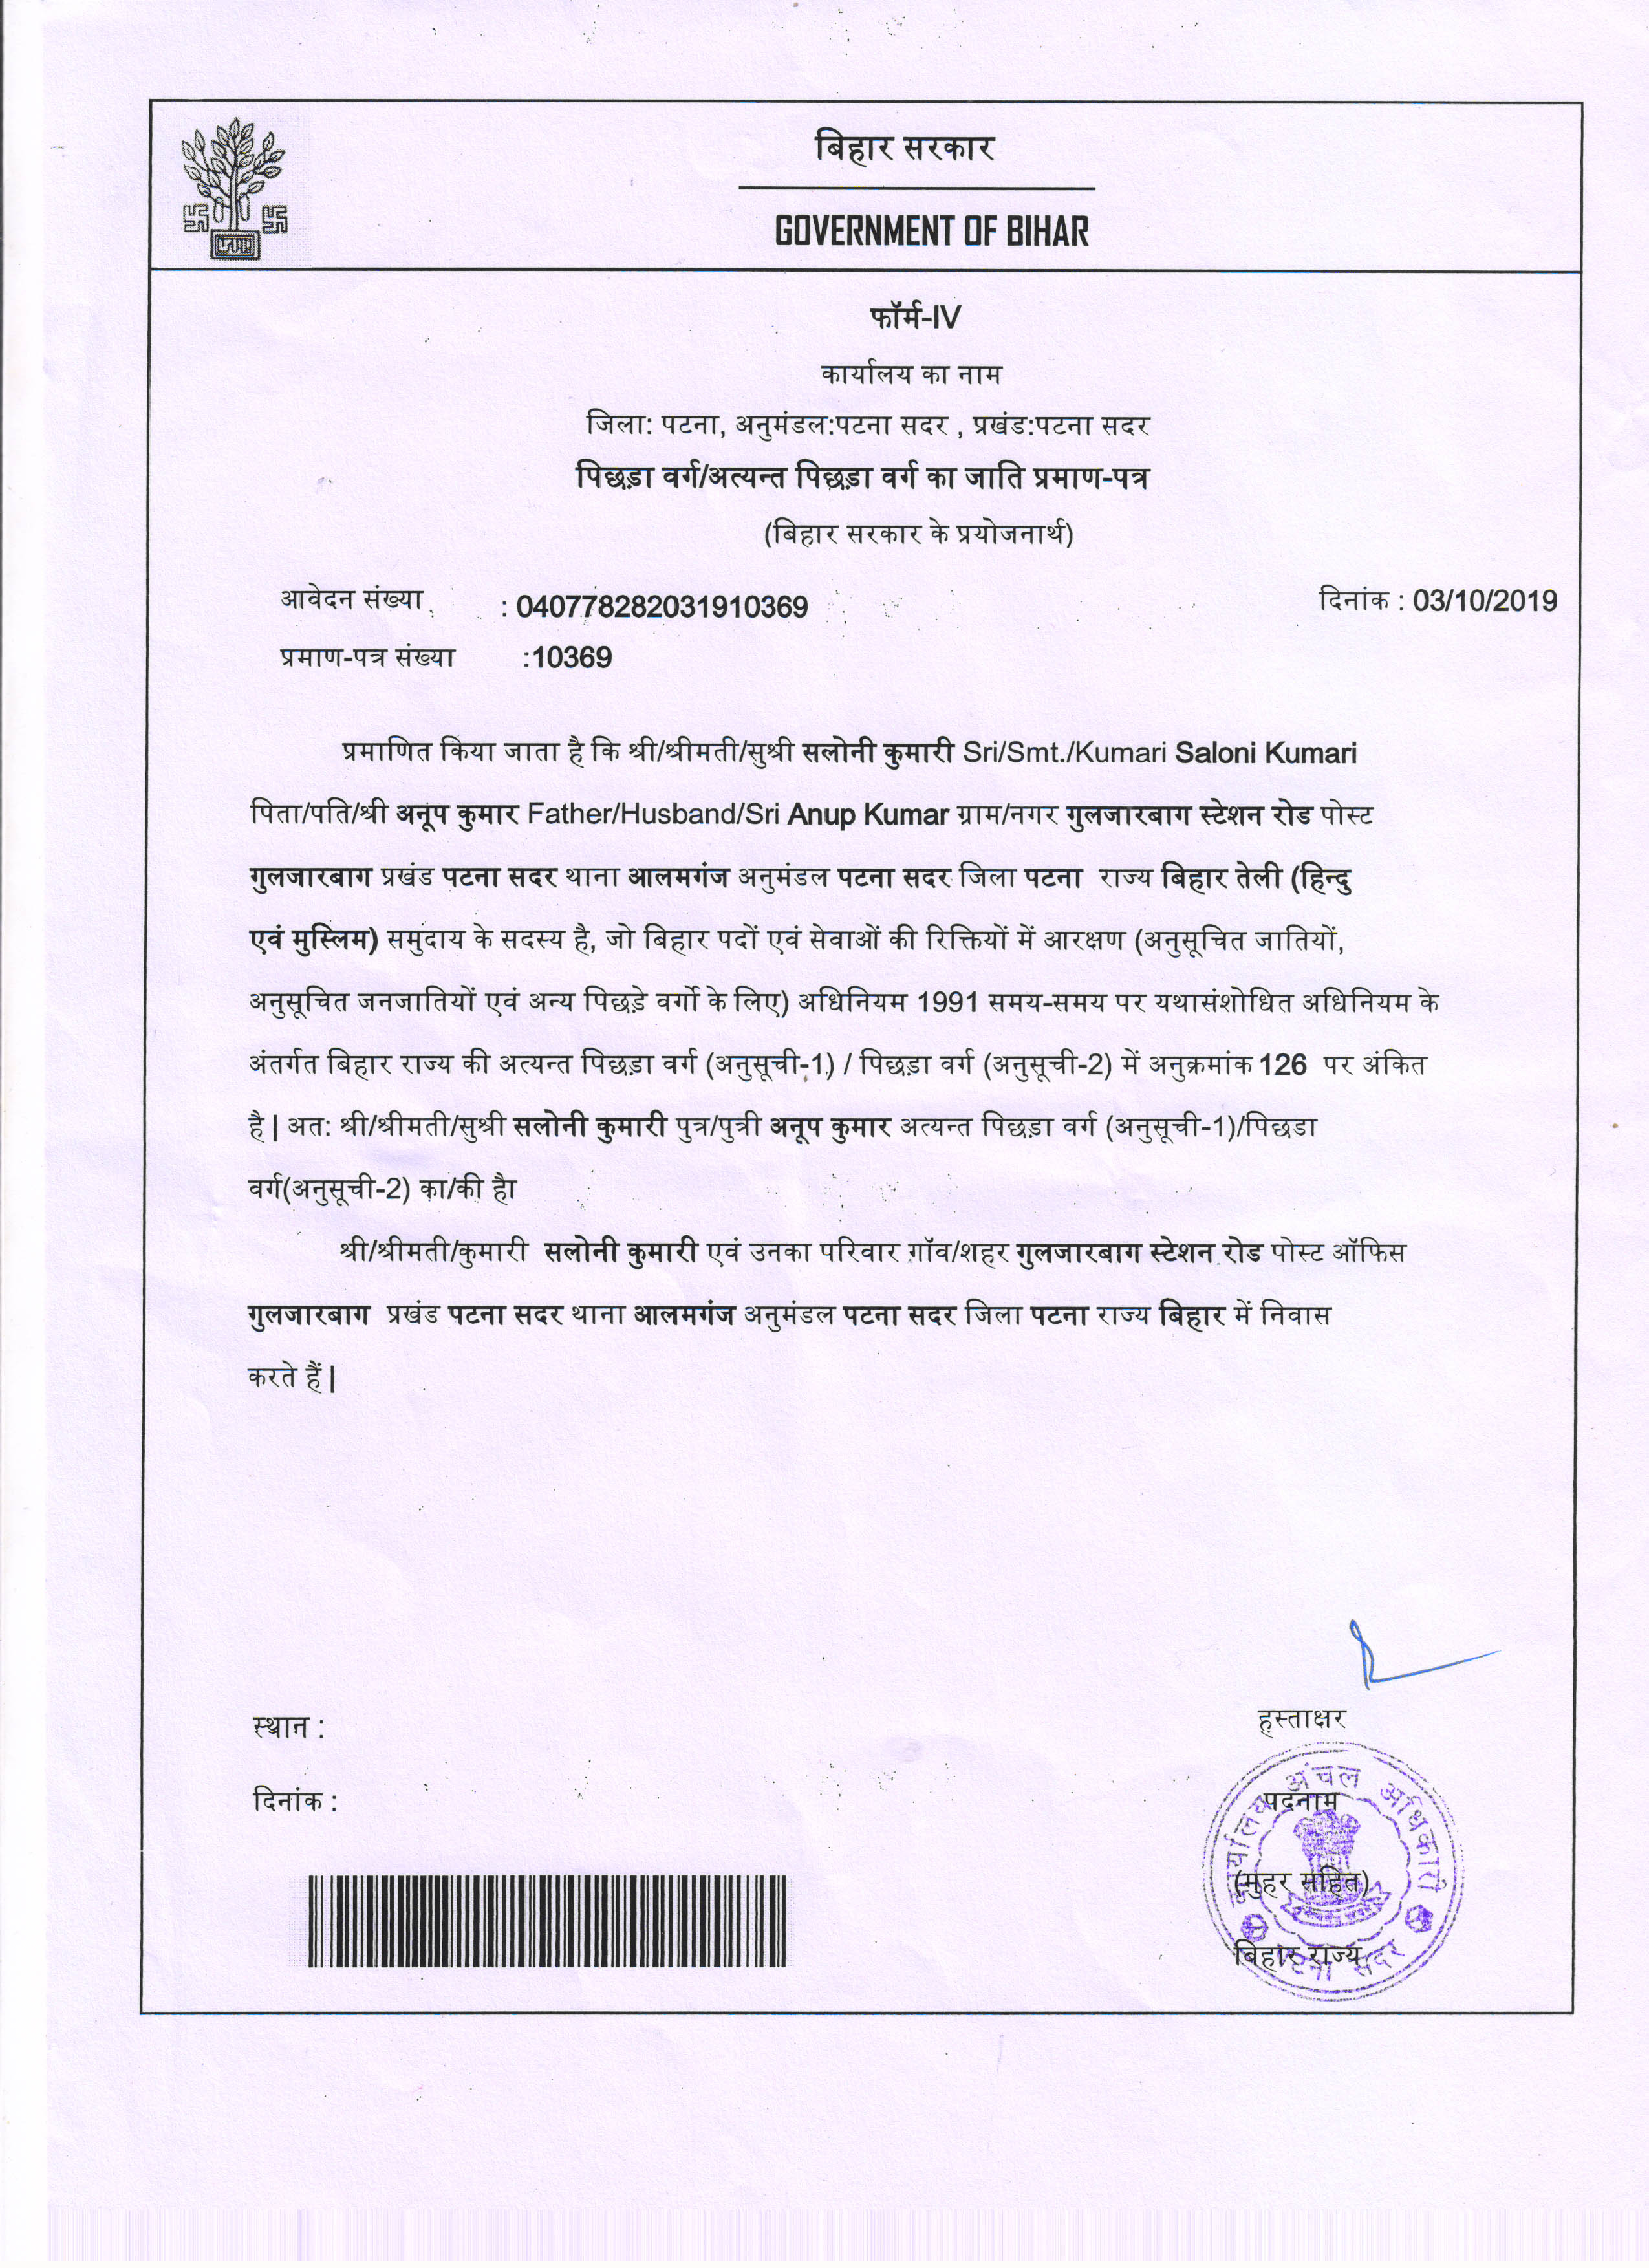 बिहार सरकार
GOVERNMENT OF BIHAR
फॉर्म-IV
कार्यालय का नाम
जिला: पटना, अनुमंडल:पटना सदर , प्रखंड:पटना सदर
पिछड़ा वर्ग/अत्यन्त पिछड़ा वर्ग का जाति प्रमाण-पत्र
(बिहार सरकार के प्रयोजनार्थ)
आवेदन संख्या : 040778282031910369 दिनांक : 03/10/2019
प्रमाण-पत्र संख्या :10369
प्रमाणित किया जाता है कि श्री/श्रीमती/सुश्री सलोनी कुमारी Sri/Smt./Kumari Saloni Kumari
पिता/पति/श्री अनूप कुमार Father/Husband/Sri Anup Kumar ग्राम/नगर गुलजारबाग स्टेशन रोड पोस्ट
गुलजारबाग प्रखंड पटना सदर थाना आलमगंज अनुमंडल पटना सदर जिला पटना राज्य बिहार तेली (हिन्दु
एवं मुस्लिम) समुदाय के सदस्य है, जो बिहार पदों एवं सेवाओं की रिक्तियों में आरक्षण (अनुसूचित जातियों,
अनुसूचित जनजातियों एवं अन्य पिछड़े वर्गो के लिए) अधिनियम 1991 समय-समय पर यथासंशोधित अधिनियम के
अंतर्गत बिहार राज्य की अत्यन्त पिछड़ा वर्ग (अनुसूची-1) / पिछड़ा वर्ग (अनुसूची-2) में अनुक्रमांक 126 पर अंकित
है | अत: श्री/श्रीमती/सुश्री सलोनी कुमारी पुत्र/पुत्री अनूप कुमार अत्यन्त पिछड़ा वर्ग (अनुसूची-1)/पिछडा
वर्ग(अनुसूची-2) का/की हैा
श्री/श्रीमती/कुमारी सलोनी कुमारी एवं उनका परिवार गॉव/शहर गुलजारबाग स्टेशन रोड पोस्ट ऑफिस
गुलजारबाग प्रखंड पटना सदर थाना आलमगंज अनुमंडल पटना सदर जिला पटना राज्य बिहार में निवास
करते हैं |
स्थान :
हस्ताक्षर
दिनांक :
पदनाम
(मुहर सहित)
बिहार राज्य
कार्यालय अंचल अधिकारी
पटना सदर